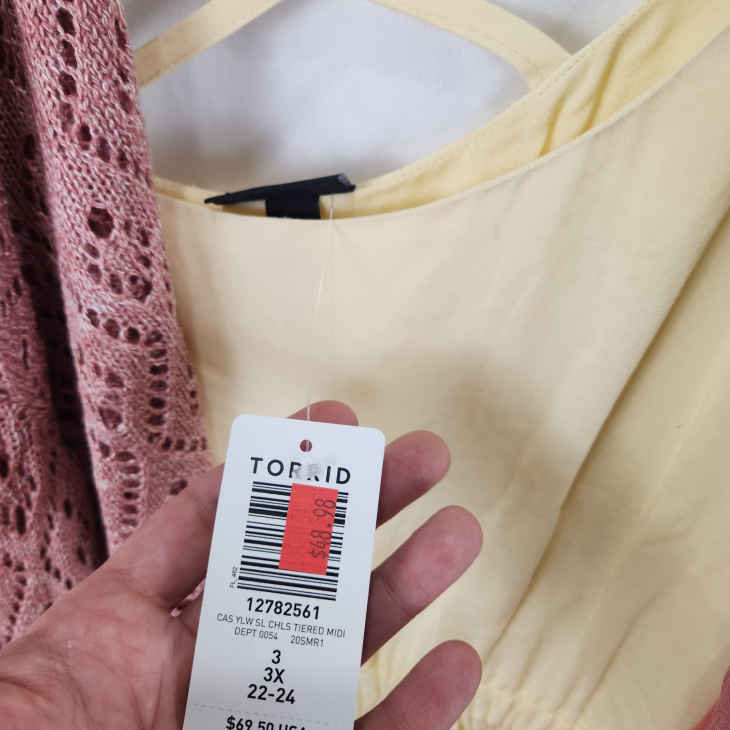 TORRID
$48.98
FL_402
12782561
CAS YLW SL CHLS TIERED MIDI
DEPT 0054 20SMR1
3
3X
22-24
$69.50 USA